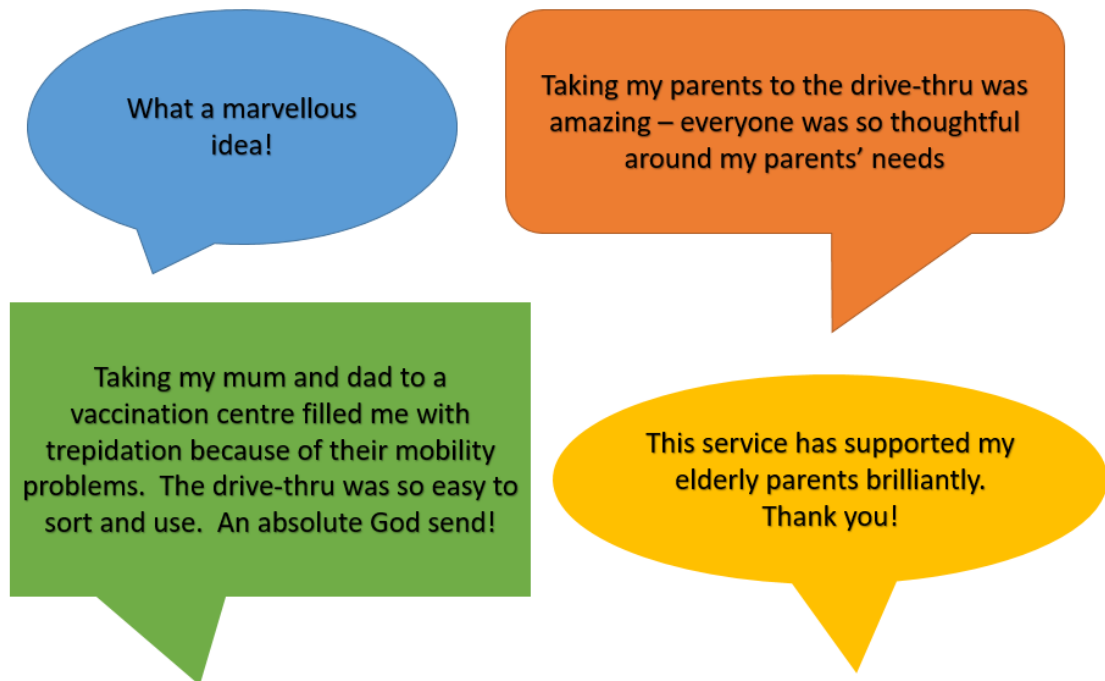 What a marvellous
idea!
Taking my parents to the drive-thru was
amazing – everyone was so thoughtful
around my parents’ needs
Taking my mum and dad to a
vaccination centre filled me with
trepidation because of their mobility
problems.  The drive-thru was so easy to
sort and use.  An absolute God send!
This service has supported my
elderly parents brilliantly.
Thank you!